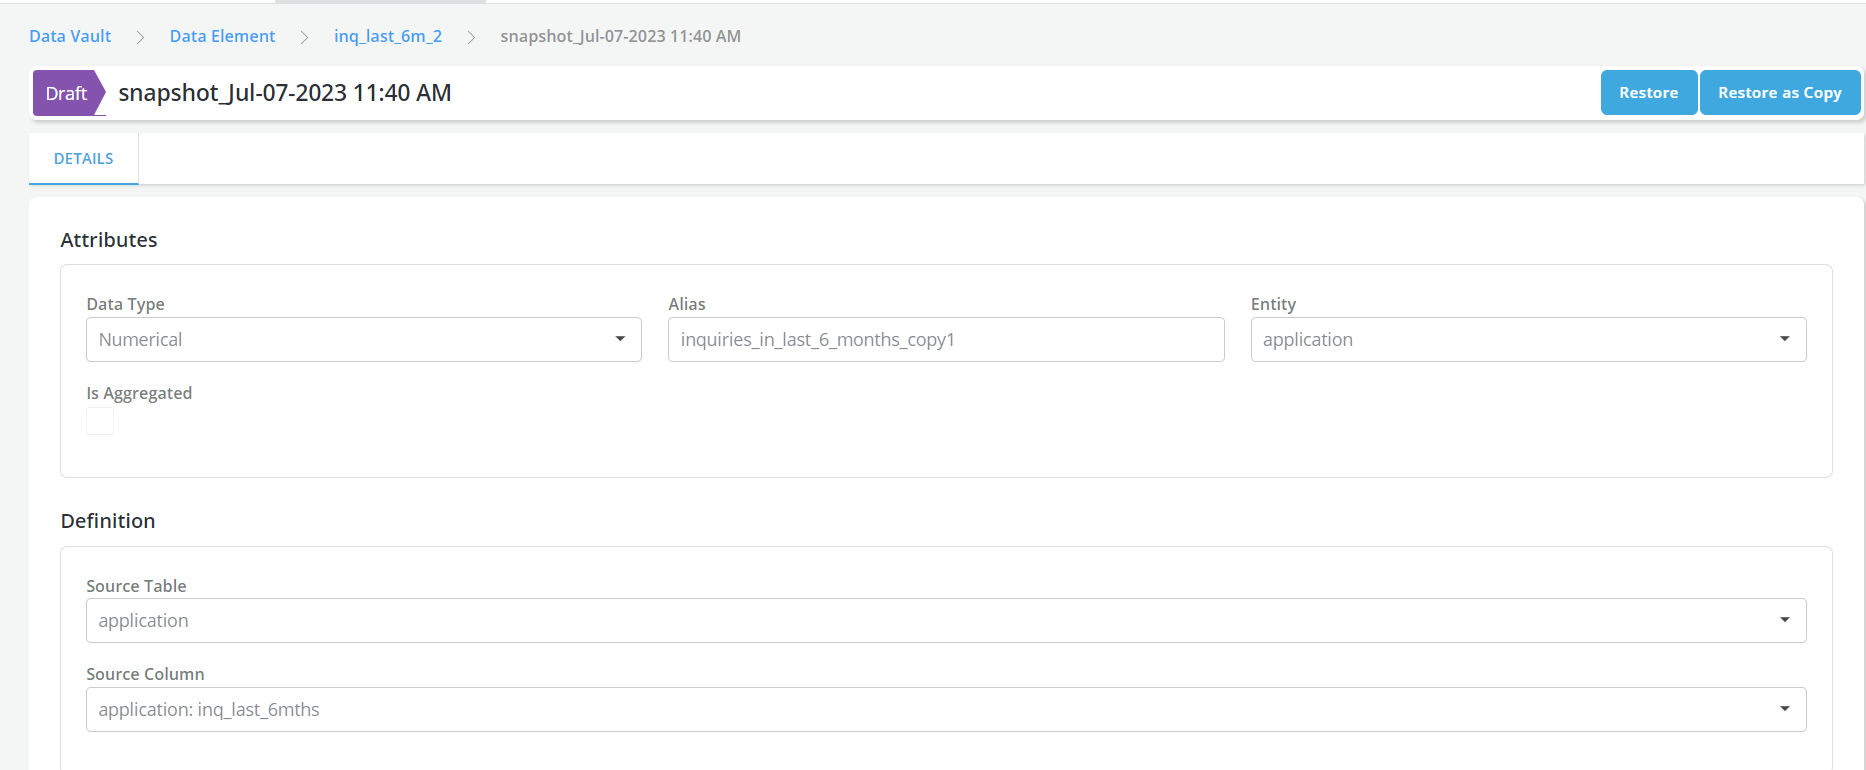 Data Vault > Data Element > inq_last_6m_2 > snapshot_Jul-07-2023 11:40 AM
Draft snapshot_Jul-07-2023 11:40 AM Restore Restore as Copy
DETAILS
Attributes
Data Type Alias Entity
Numerical inquiries_in_last_6_months_copy1 application
Is Aggregated
Definition
Source Table
application
Source Column
application: inq_last_6mths